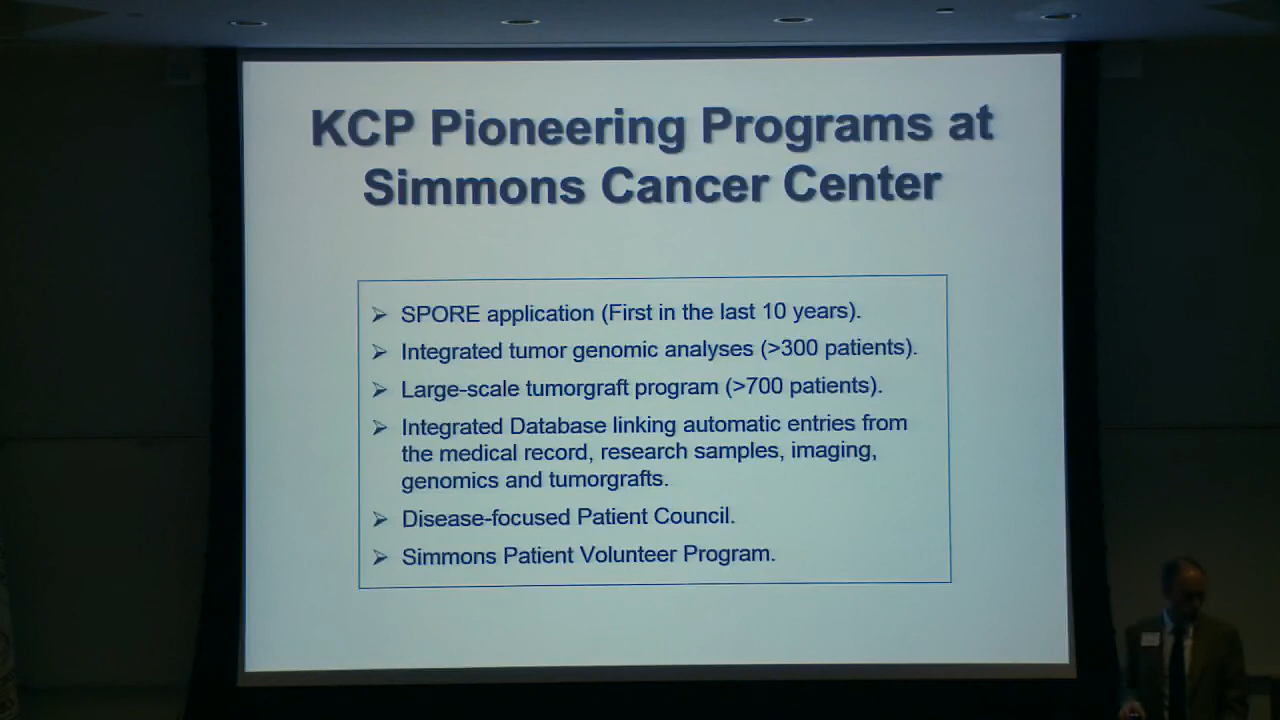 KCP Pioneering Programs at
Simmons Cancer Center
➢ SPORE application (First in the last 10 years).
➢ Integrated tumor genomic analyses (>300 patients).
➢ Large-scale tumorgraft program (>700 patients).
➢ Integrated Database linking automatic entries from
the medical record, research samples, imaging,
genomics and tumorgrafts.
➢ Disease-focused Patient Council.
➢ Simmons Patient Volunteer Program.